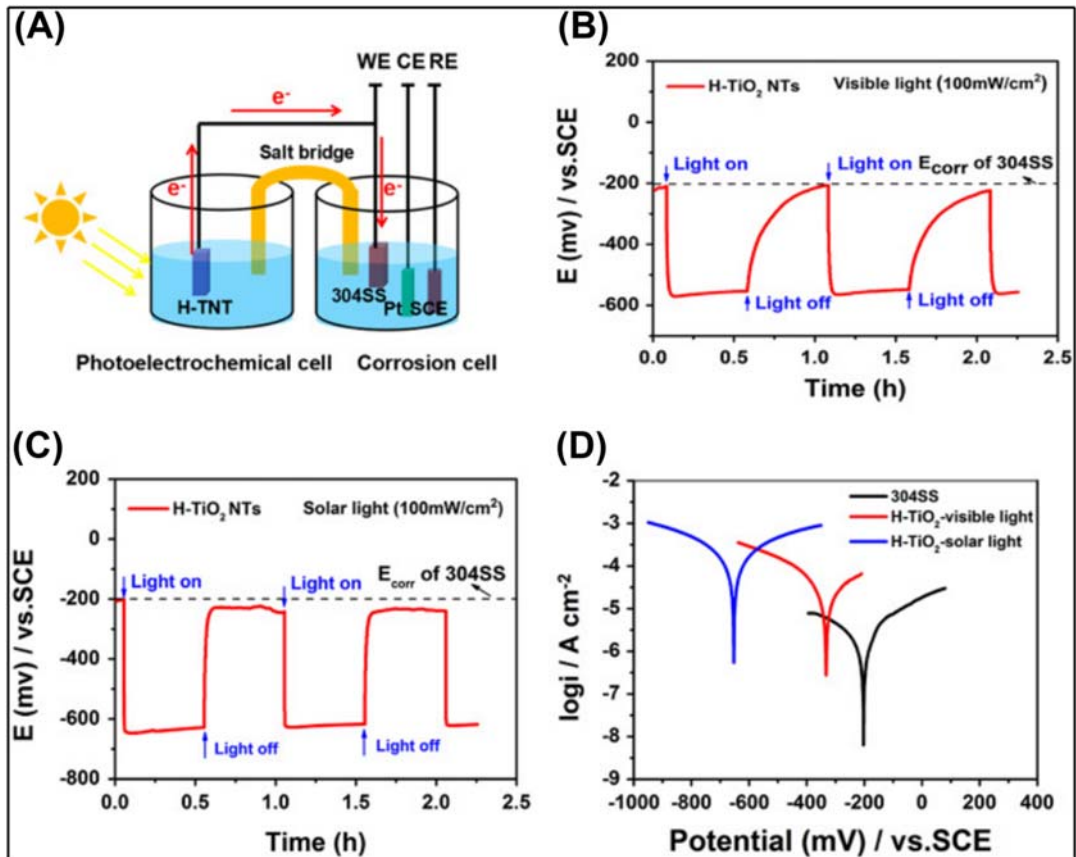 (A)
WE CE RE
e-
Salt bridge
e-
e-
H-TNT
304SS
Pt SCE
Photoelectrochemical cell
Corrosion cell
(B)
H-TiO2 NTs
Visible light (100mW/cm2)
Light on
Light on
Ecorr of 304SS
Light off
Light off
E (mv) / vs.SCE
200
0
-200
-400
-600
0.0 0.5 1.0 1.5 2.0 2.5
Time (h)
(C)
H-TiO2 NTs
Solar light (100mW/cm2)
Light on
Light on
Ecorr of 304SS
Light off
Light off
E (mv) / vs.SCE
200
0
-200
-400
-600
-800
0.0 0.5 1.0 1.5 2.0 2.5
Time (h)
(D)
304SS
H-TiO2-visible light
H-TiO2-solar light
logi / A cm-2
-2
-3
-4
-5
-6
-7
-8
-9
-1000 -800 -600 -400 -200 0 200 400
Potential (mV) / vs.SCE